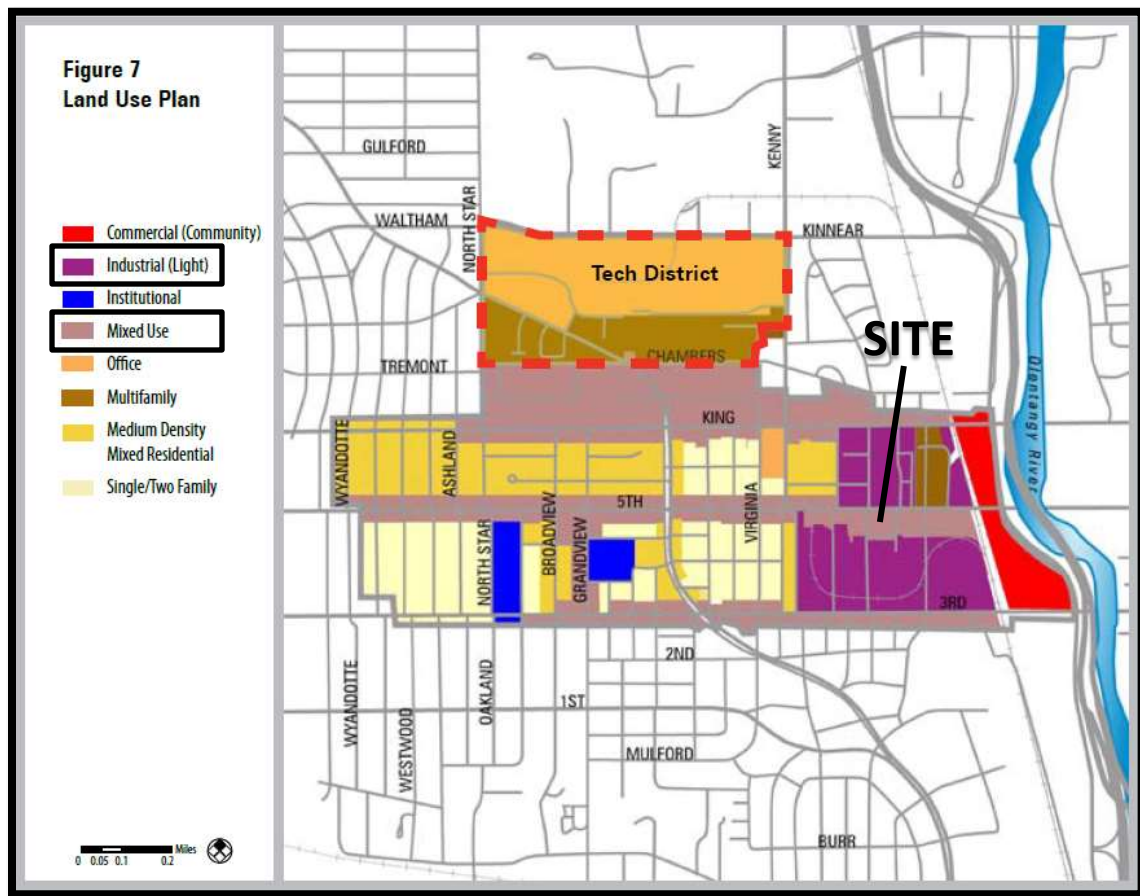 Figure 7
Land Use Plan
Commercial (Community)
Industrial (Light)
Institutional
Mixed Use
Office
Multifamily
Medium Density
Mixed Residential
Single/Two Family
0 0.05 0.1 0.2 Miles
GULFORD
KENNY
WALTHAM
NORTH STAR
KINNEAR
Tech District
SITE
CHAMBERS
TREMONT
Olentangy River
KING
WYANDOTTE
ASHLAND
5TH
VIRGINIA
BROADVIEW
GRANDVIEW
NORTH STAR
3RD
2ND
WYANDOTTE
OAKLAND
1ST
WESTWOOD
MULFORD
BURR